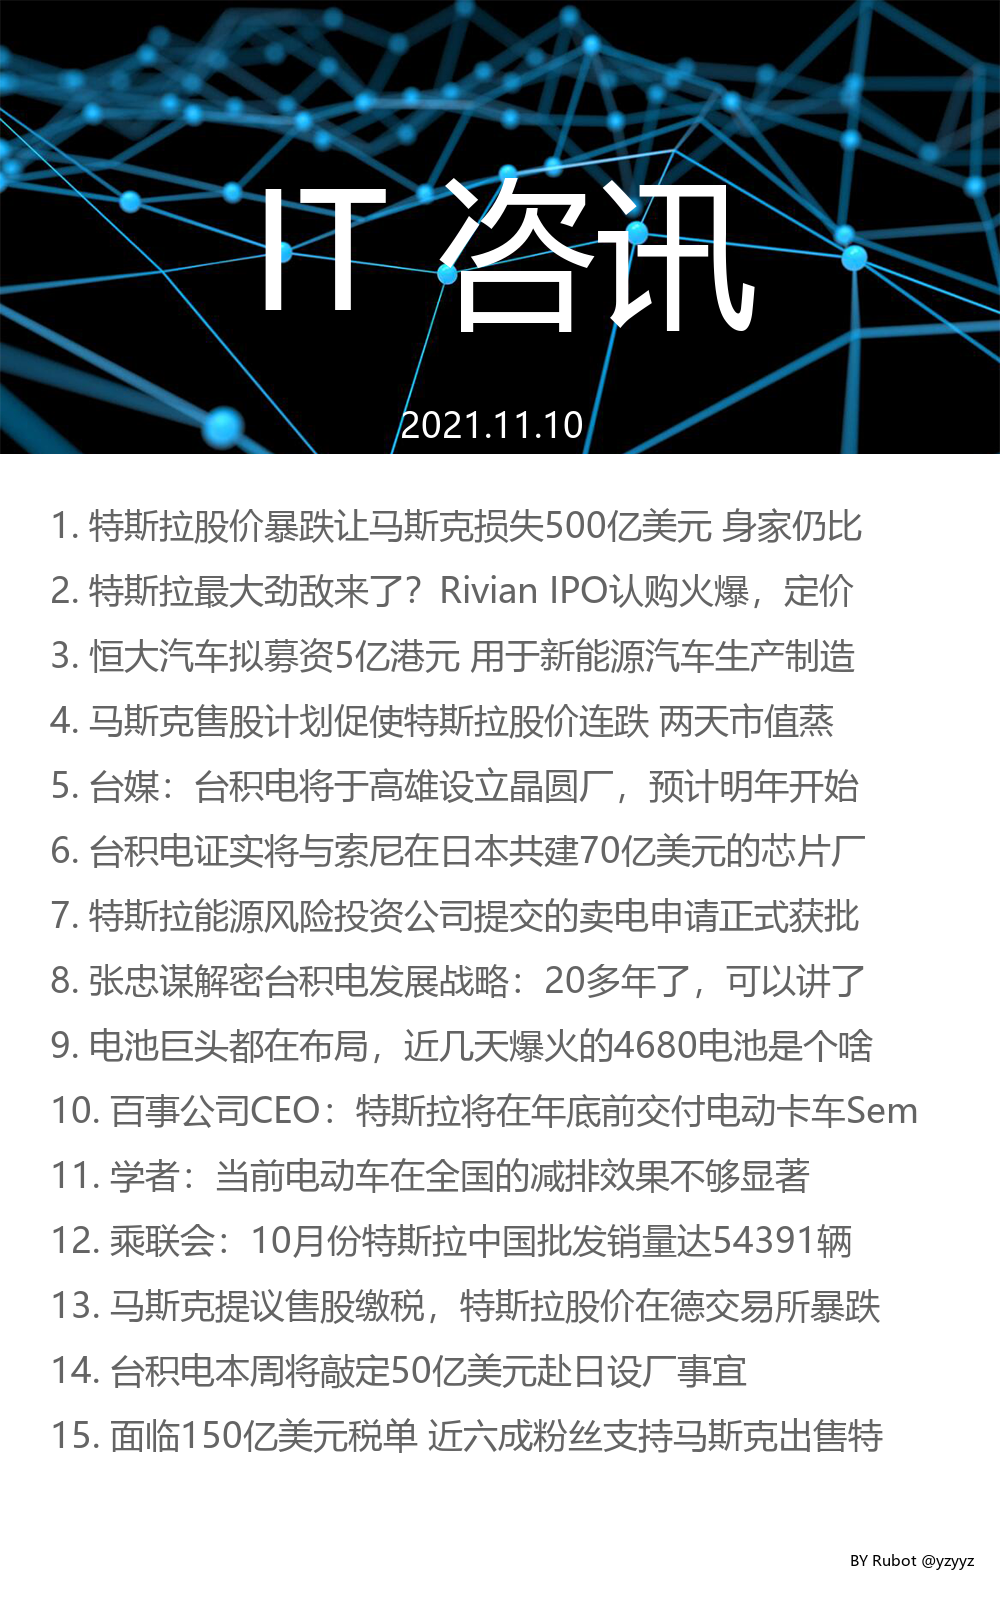 IT 咨讯
2021.11.10
1. 特斯拉股价暴跌让马斯克损失500亿美元 身家仍比
2. 特斯拉最大劲敌来了？Rivian IPO认购火爆，定价
3. 恒大汽车拟募资5亿港元 用于新能源汽车生产制造
4. 马斯克售股计划促使特斯拉股价连跌 两天市值蒸
5. 台媒：台积电将于高雄设立晶圆厂，预计明年开始
6. 台积电证实将与索尼在日本共建70亿美元的芯片厂
7. 特斯拉能源风险投资公司提交的卖电申请正式获批
8. 张忠谋解密台积电发展战略：20多年了，可以讲了
9. 电池巨头都在布局，近几天爆火的4680电池是个啥
10. 百事公司CEO：特斯拉将在年底前交付电动卡车Sem
11. 学者：当前电动车在全国的减排效果不够显著
12. 乘联会：10月份特斯拉中国批发销量达54391辆
13. 马斯克提议售股缴税，特斯拉股价在德交易所暴跌
14. 台积电本周将敲定50亿美元赴日设厂事宜
15. 面临150亿美元税单 近六成粉丝支持马斯克出售特
BY Rubot @yzyyz